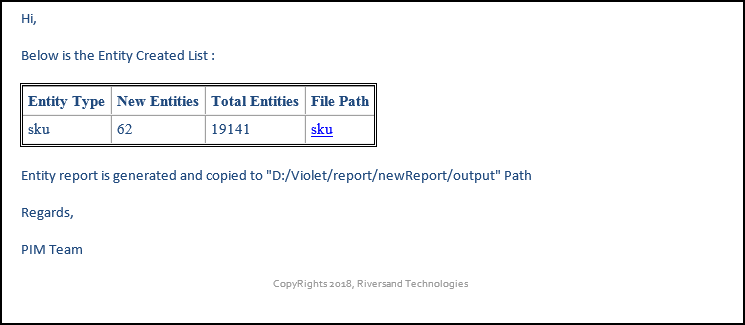 Hi,
Below is the Entity Created List :
Entity Type New Entities Total Entities File Path
sku 62 19141 sku
Entity report is generated and copied to "D:/Violet/report/newReport/output" Path
Regards,
PIM Team
CopyRights 2018, Riversand Technologies